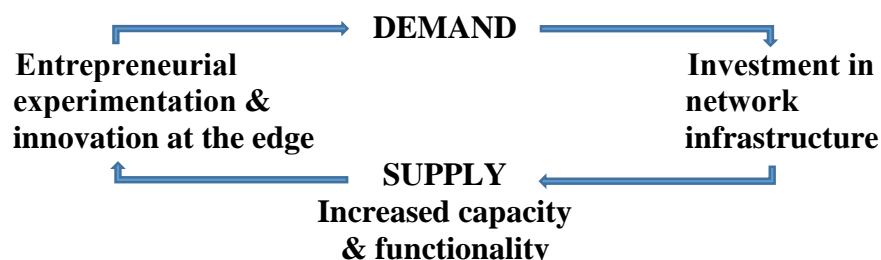 DEMAND
Entrepreneurial
experimentation &
innovation at the edge
Investment in
network
infrastructure
SUPPLY
Increased capacity
& functionality